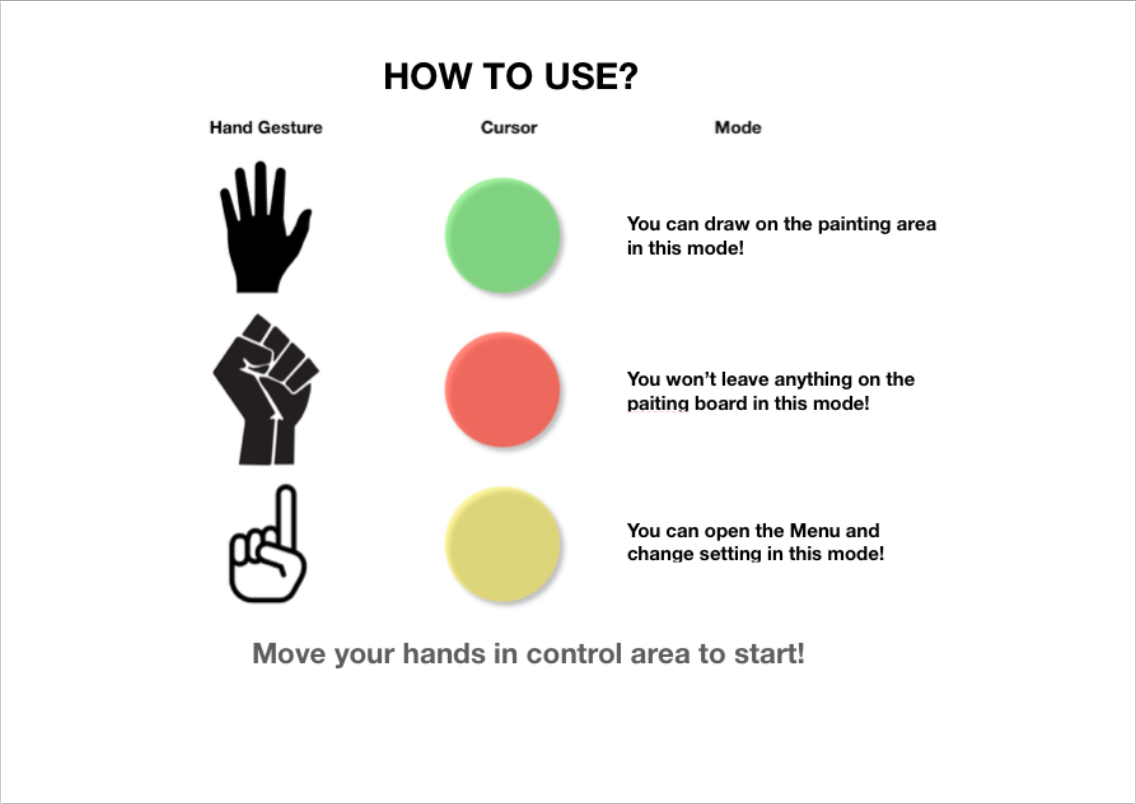 HOW TO USE?
Hand Gesture Cursor Mode
You can draw on the painting area
in this mode!
You won’t leave anything on the
paiting board in this mode!
You can open the Menu and
change setting in this mode!
Move your hands in control area to start!